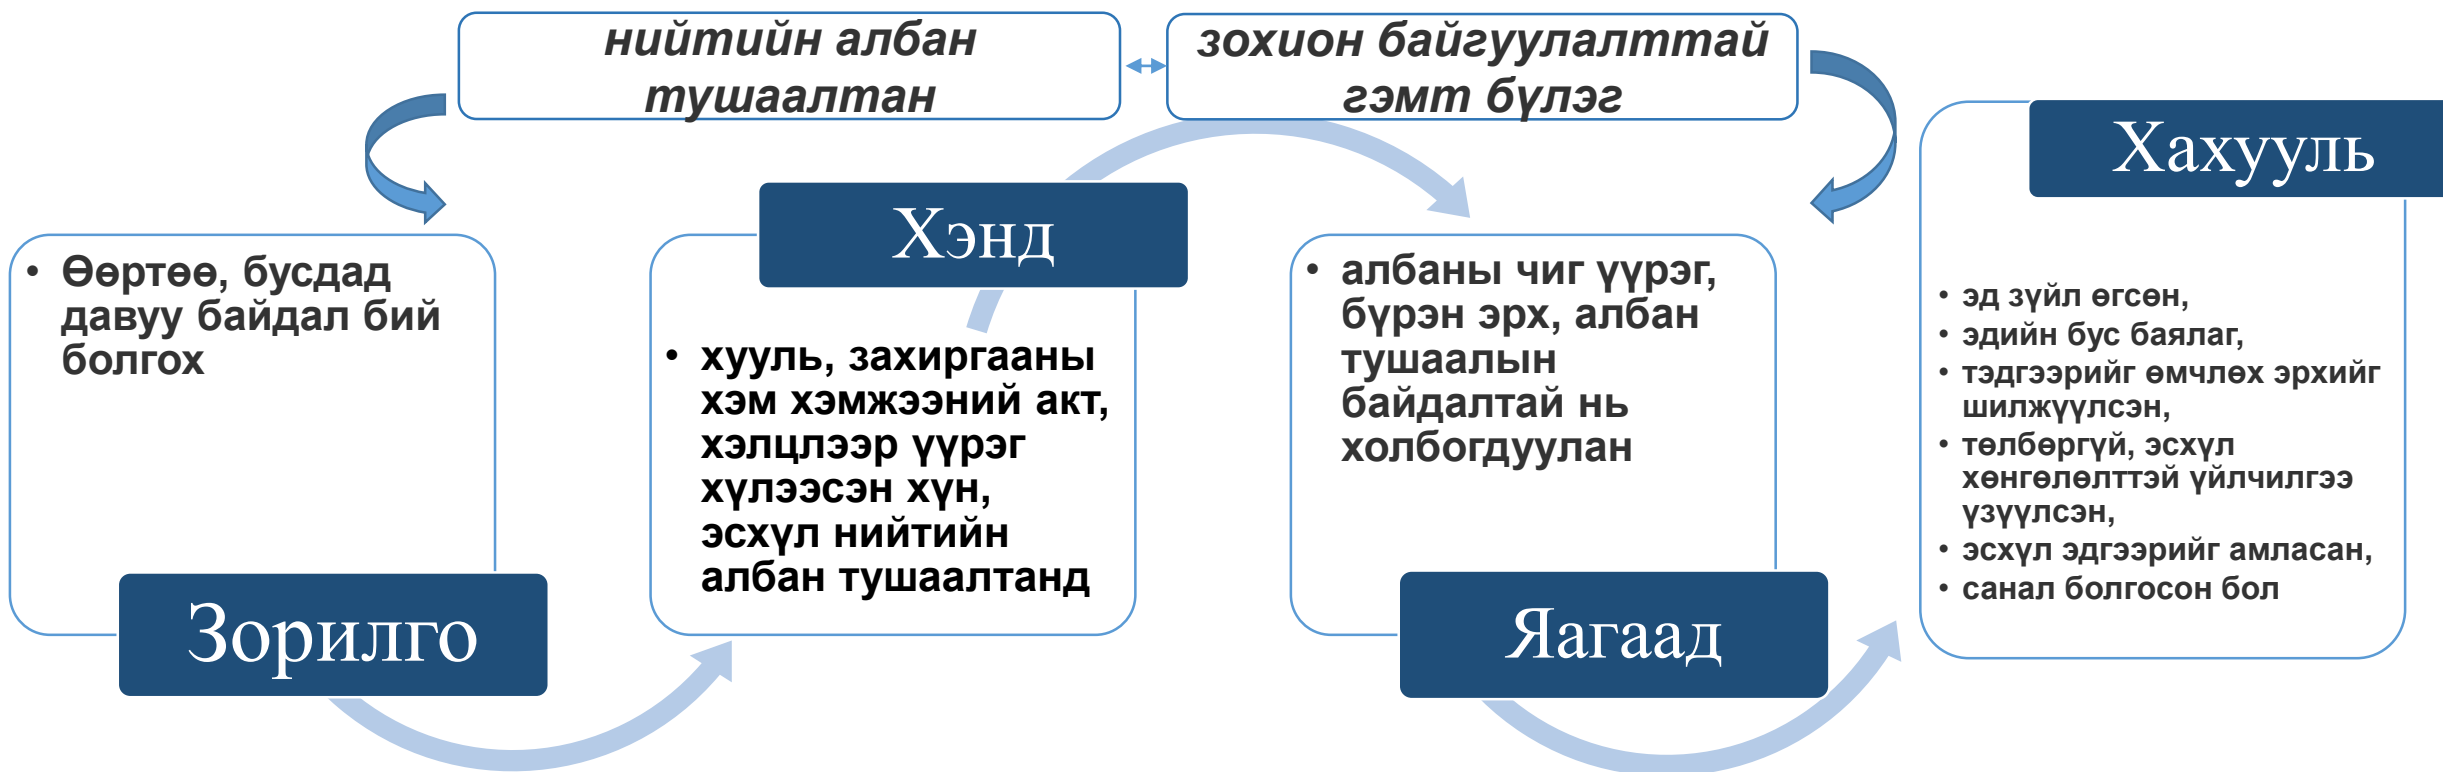 нийтийн албан
тушаалтан
зохион байгуулалттай
гэмт бүлэг
• Өөртөө, бусдад
давуу байдал бий
болгох
Зорилго
Хэнд
• хууль, захиргааны
хэм хэмжээний акт,
хэлцлээр үүрэг
хүлээсэн хүн,
эсхүл нийтийн
албан тушаалтанд
• албаны чиг үүрэг,
бүрэн эрх, албан
тушаалын
байдалтай нь
холбогдуулан
Яагаад
Хахууль
• эд зүйл өгсөн,
• эдийн бус баялаг,
• тэдгээрийг өмчлөх эрхийг
шилжүүлсэн,
• төлбөргүй, эсхүл
хөнгөлөлттэй үйлчилгээ
үзүүлсэн,
• эсхүл эдгээрийг амласан,
• санал болгосон бол